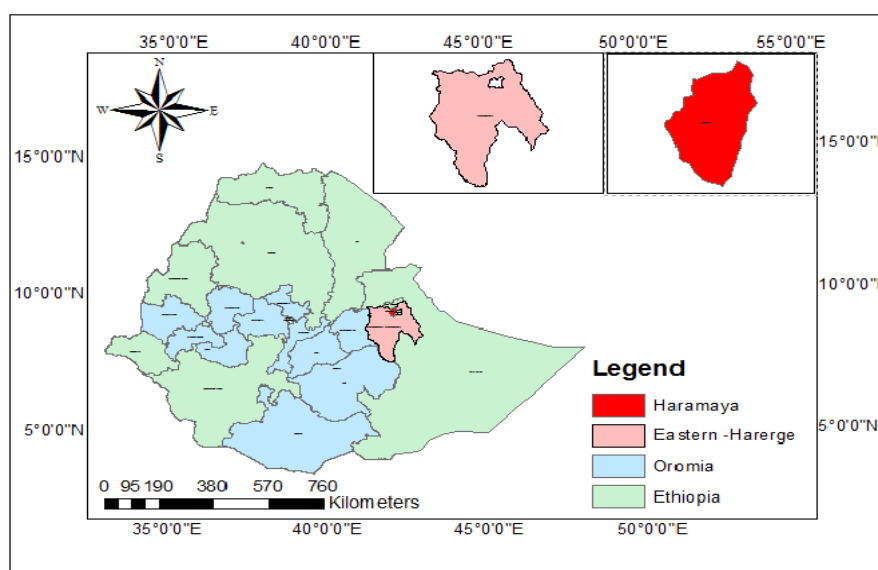 35°0'0"E 40°0'0"E 45°0'0"E 50°0'0"E 55°0'0"E
N
W E
S
15°0'0"N 15°0'0"N
10°0'0"N 10°0'0"N
5°0'0"N 5°0'0"N
Legend
Haramaya
Eastern -Harerge
Oromia
Ethiopia
0 95 190 380 570 760
Kilometers
35°0'0"E 40°0'0"E 45°0'0"E 50°0'0"E